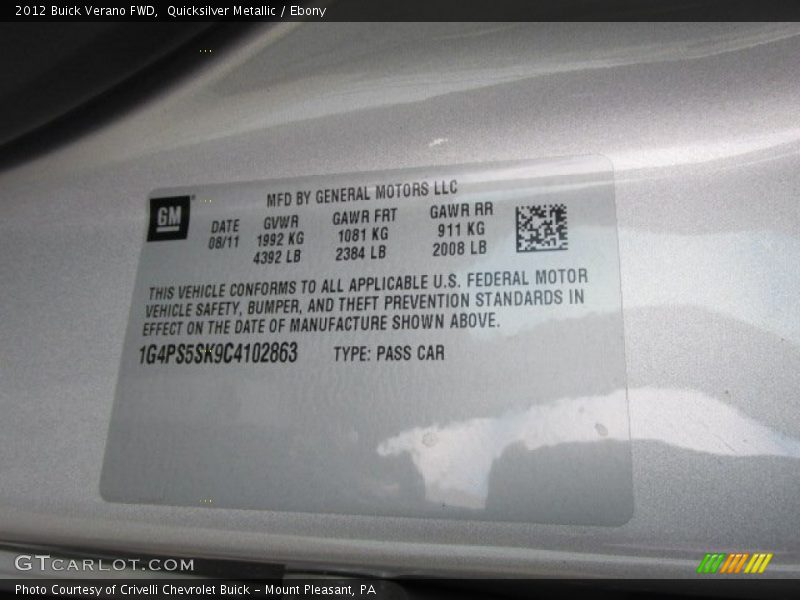 2012 Buick Verano FWD,  Quicksilver Metallic / Ebony
MFD BY GENERAL MOTORS LLC
GM
DATE GVWR GAWR FRT GAWR RR
08/11 1992 KG 1081 KG 911 KG
4392 LB 2384 LB 2008 LB
THIS VEHICLE CONFORMS TO ALL APPLICABLE U.S. FEDERAL MOTOR
VEHICLE SAFETY, BUMPER, AND THEFT PREVENTION STANDARDS IN
EFFECT ON THE DATE OF MANUFACTURE SHOWN ABOVE.
1G4PS5SK9C4102863 TYPE: PASS CAR
GTCARLOT.COM
Photo Courtesy of Crivelli Chevrolet Buick – Mount Pleasant, PA